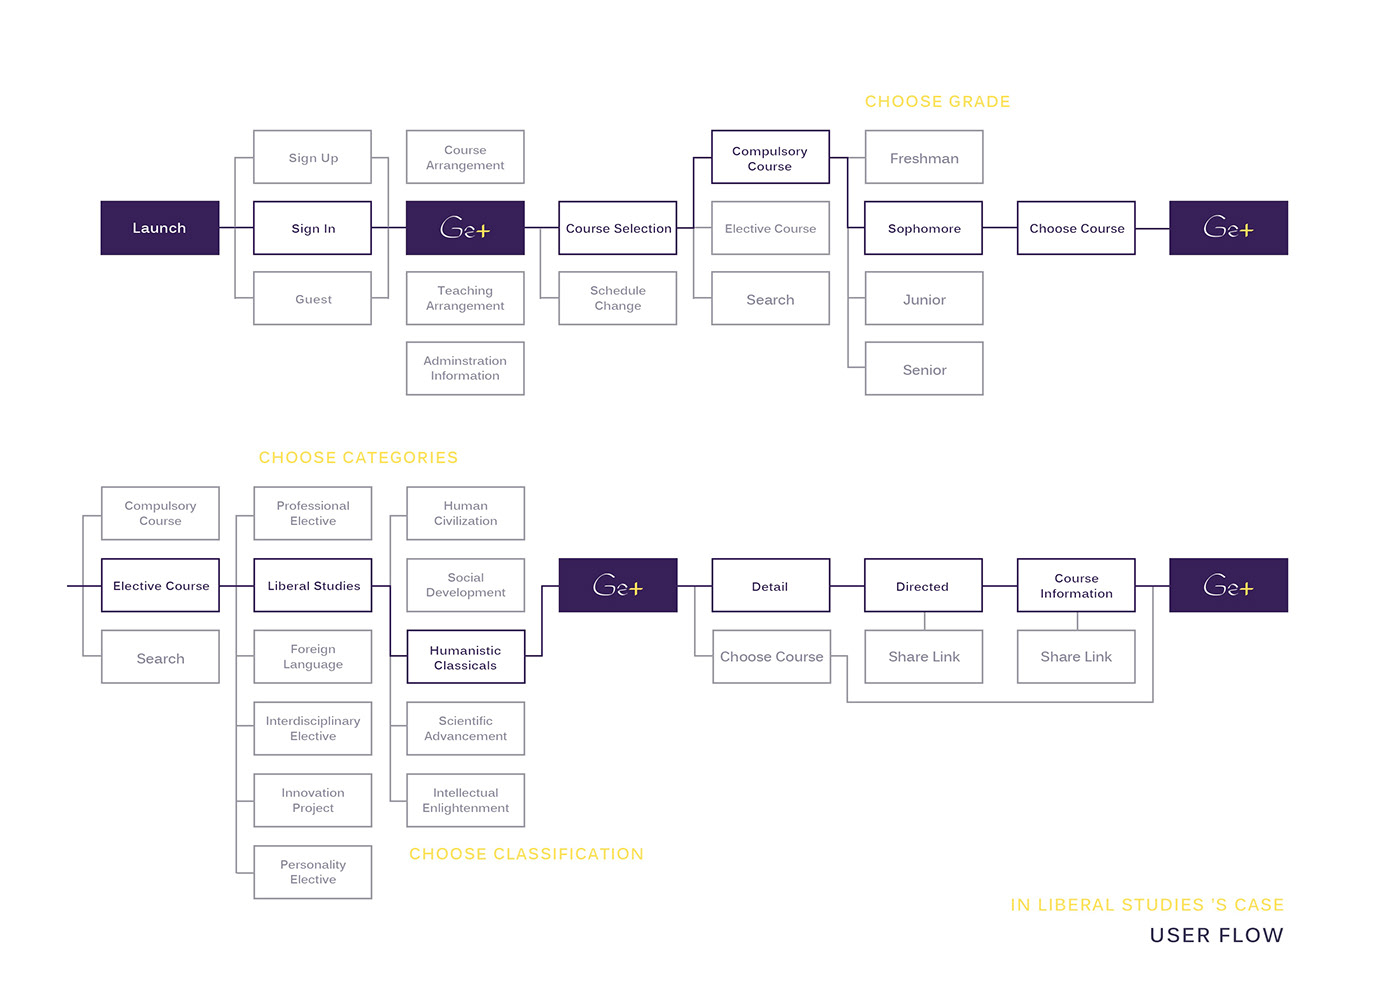 CHOOSE GRADE
Sign Up
Course
Arrangement
Compulsory
Course
Freshman
Launch
Sign In
Ge+
Course Selection
Elective Course
Sophomore
Choose Course
Ge+
Guest
Teaching
Arrangement
Schedule
Change
Search
Junior
Adminstration
Information
Senior
CHOOSE CATEGORIES
Compulsory
Course
Professional
Elective
Human
Civilization
Elective Course
Liberal Studies
Social
Development
Ge+
Detail
Directed
Course
Information
Ge+
Search
Foreign
Language
Humanistic
Classicals
Choose Course
Share Link
Share Link
Interdisciplinary
Elective
Scientific
Advancement
Innovation
Project
Intellectual
Enlightenment
Personality
Elective
CHOOSE CLASSIFICATION
IN LIBERAL STUDIES 'S CASE
USER FLOW